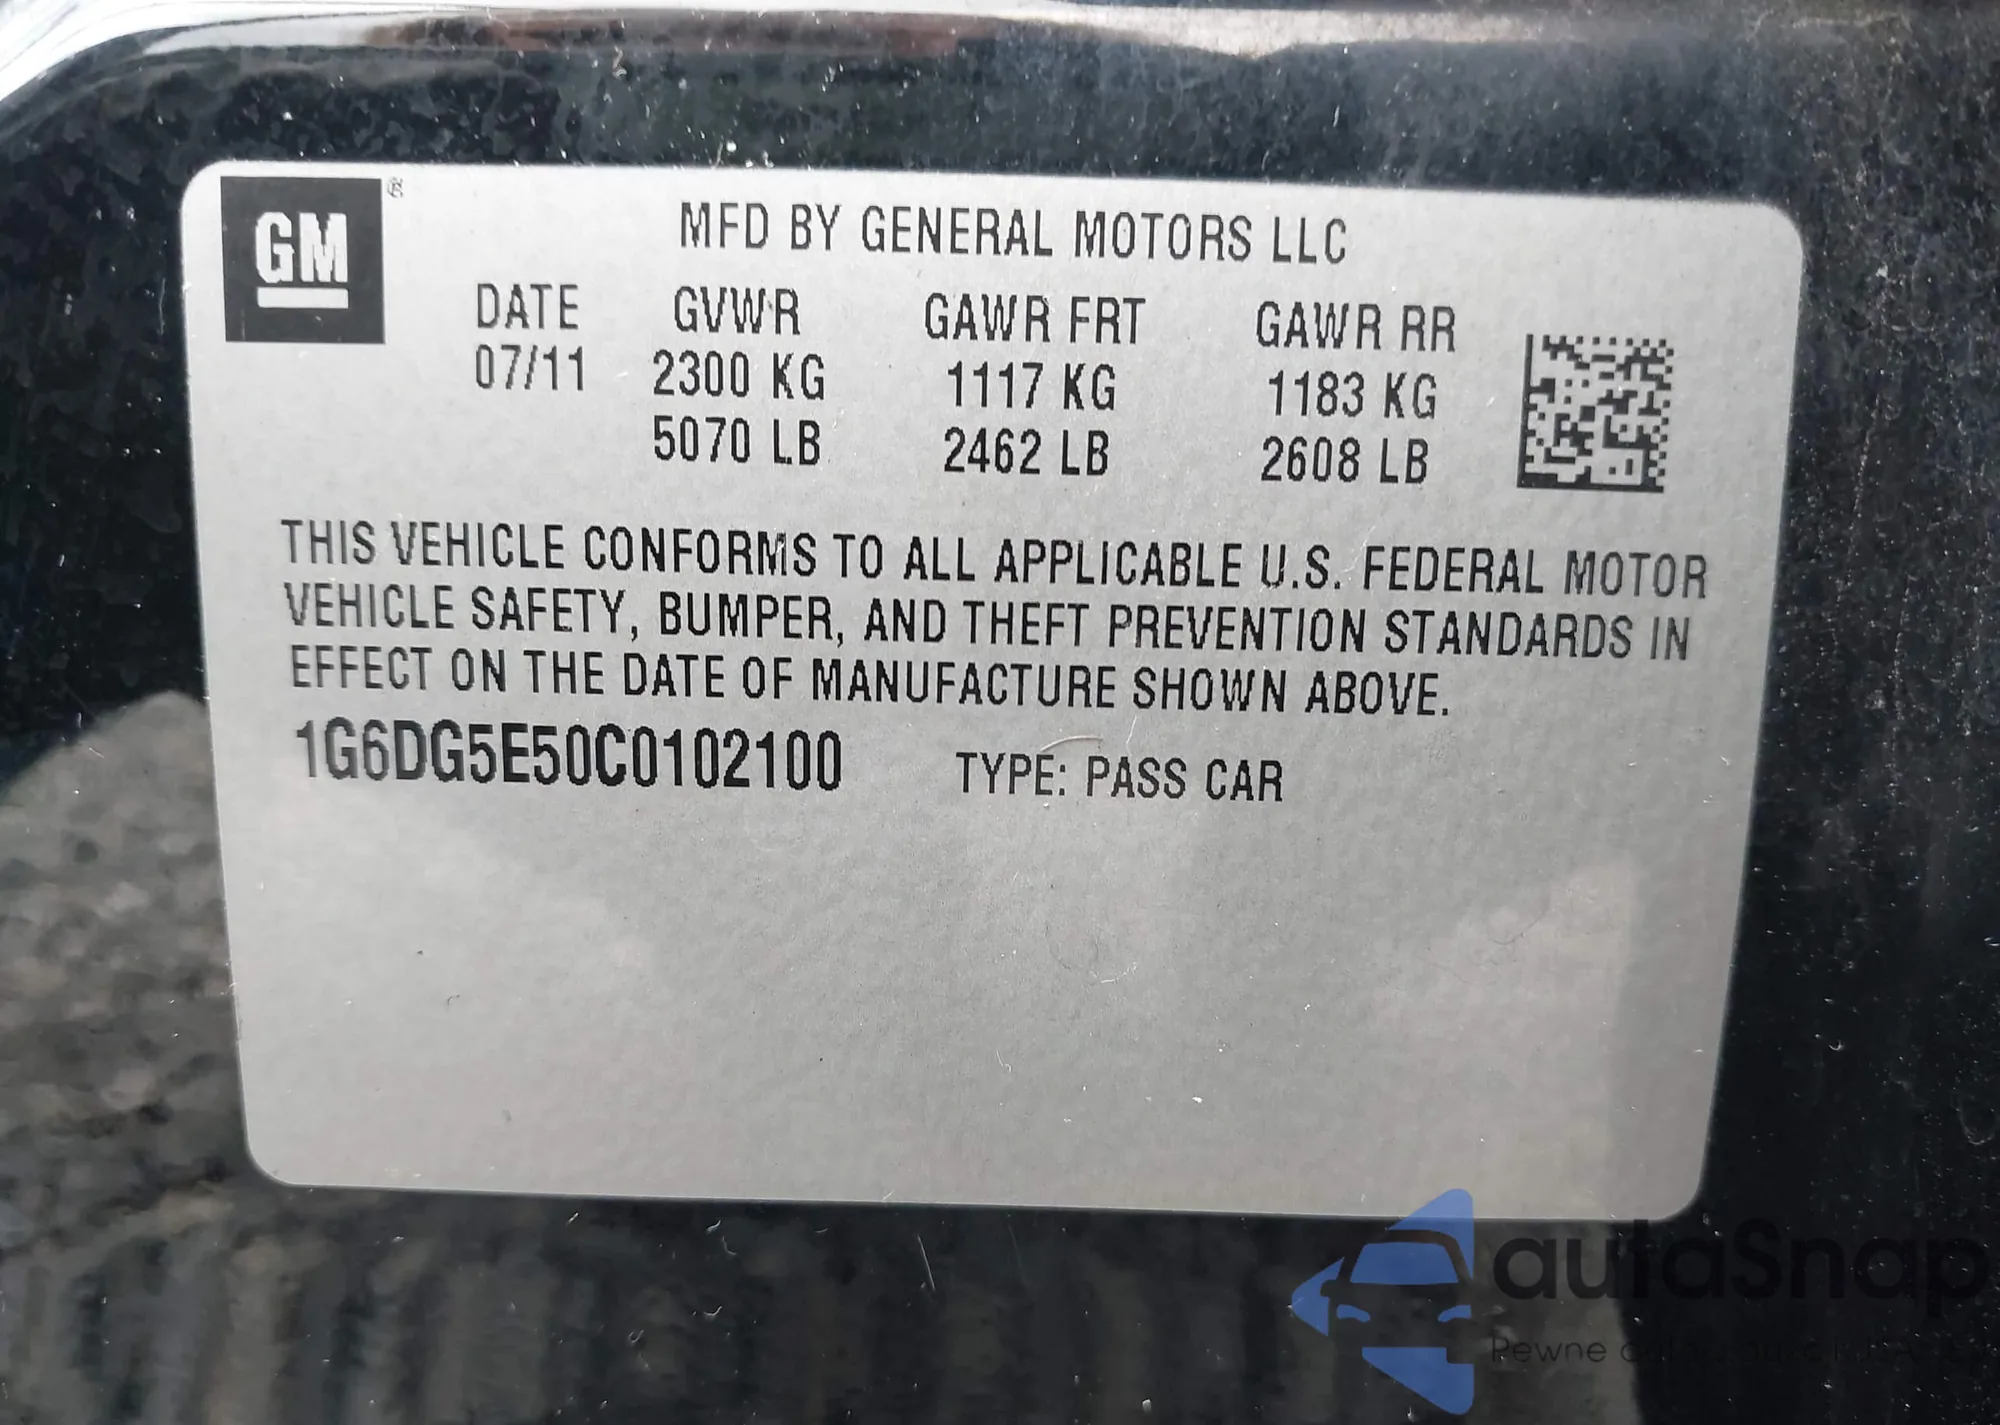 GM ®
MFD BY GENERAL MOTORS LLC
DATE GVWR GAWR FRT GAWR RR
07/11 2300 KG 1117 KG 1183 KG
5070 LB 2462 LB 2608 LB
THIS VEHICLE CONFORMS TO ALL APPLICABLE U.S. FEDERAL MOTOR
VEHICLE SAFETY, BUMPER, AND THEFT PREVENTION STANDARDS IN
EFFECT ON THE DATE OF MANUFACTURE SHOWN ABOVE.
1G6DG5E50C0102100 TYPE: PASS CAR
autaSnap
Pewne